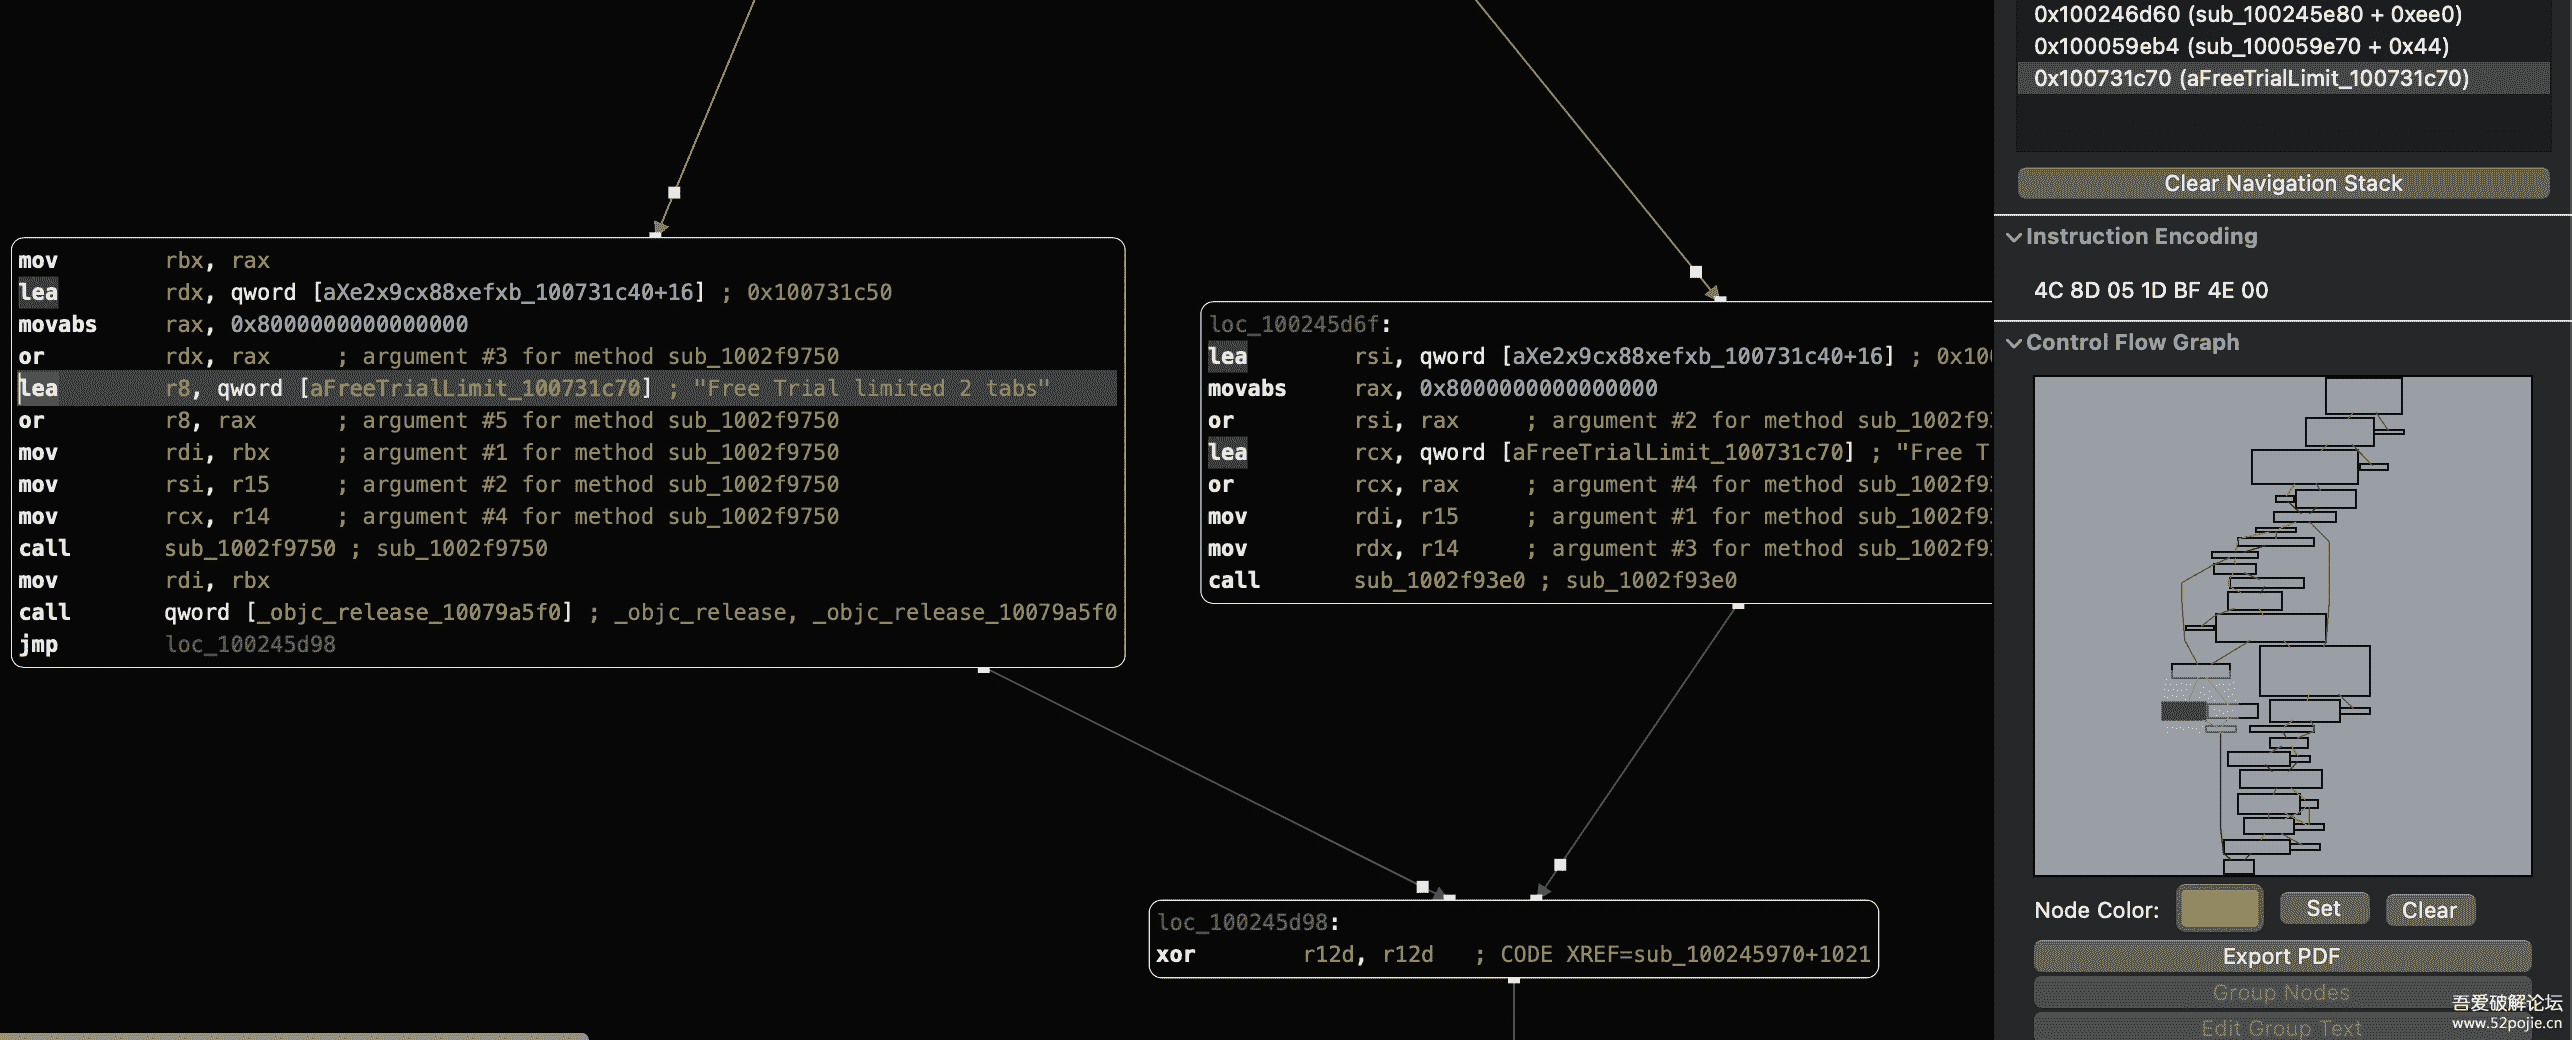 mov rbx, rax
lea rdx, qword [aXe2x9cx88xefxb_100731c40+16] ; 0x100731c50
movabs rax, 0x8000000000000000
or rdx, rax ; argument #3 for method sub_1002f9750
lea r8, qword [aFreeTrialLimit_100731c70] ; "Free Trial limited 2 tabs"
or r8, rax ; argument #5 for method sub_1002f9750
mov rdi, rbx ; argument #1 for method sub_1002f9750
mov rsi, r15 ; argument #2 for method sub_1002f9750
mov rcx, r14 ; argument #4 for method sub_1002f9750
call sub_1002f9750 ; sub_1002f9750
mov rdi, rbx
call qword [_objc_release_10079a5f0] ; _objc_release, _objc_release_10079a5f0
jmp loc_100245d98
loc_100245d6f:
lea rsi, qword [aXe2x9cx88xefxb_100731c40+16] ; 0x100
movabs rax, 0x8000000000000000
or rsi, rax ; argument #2 for method sub_1002f9
lea rcx, qword [aFreeTrialLimit_100731c70] ; "Free T
or rcx, rax ; argument #4 for method sub_1002f9
mov rdi, r15 ; argument #1 for method sub_1002f9
mov rdx, r14 ; argument #3 for method sub_1002f9
call sub_1002f93e0 ; sub_1002f93e0
loc_100245d98:
xor r12d, r12d ; CODE XREF=sub_100245970+1021
0x100246d60 (sub_100245e80 + 0xee0)
0x100059eb4 (sub_100059e70 + 0x44)
0x100731c70 (aFreeTrialLimit_100731c70)
Clear Navigation Stack
Instruction Encoding
4C 8D 05 1D BF 4E 00
Control Flow Graph
Node Color:
Set
Clear
Export PDF
Group Nodes
Edit Group Text
吾爱破解论坛
www.52pojie.cn